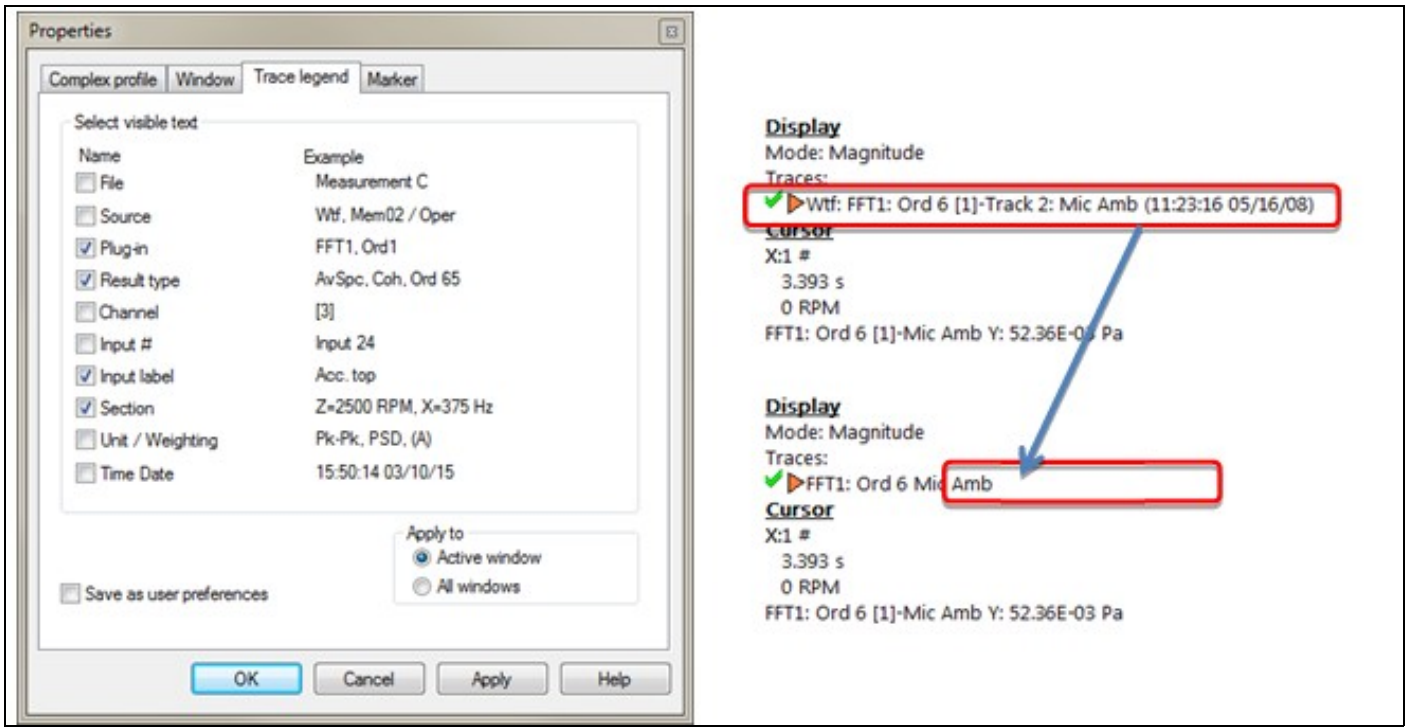 Properties
Complex profile Window Trace legend Marker
Select visible text
Name Example
File Measurement C
Source Wtf, Mem02 / Oper
Plug-in FFT1, Ord1
Result type AvSpc, Coh, Ord 65
Channel [3]
Input # Input 24
Input label Acc. top
Section Z=2500 RPM, X=375 Hz
Unit / Weighting Pk-Pk, PSD, (A)
Time Date 15:50:14 03/10/15
Apply to
Active window
All windows
Save as user preferences
OK Cancel Apply Help
Display
Mode: Magnitude
Traces:
Wtf: FFT1: Ord 6 [1]-Track 2: Mic Amb (11:23:16 05/16/08)
Cursor
X:1 #
3.393 s
0 RPM
FFT1: Ord 6 [1]-Mic Amb Y: 52.36E-03 Pa
Display
Mode: Magnitude
Traces:
FFT1: Ord 6 Mic Amb
Cursor
X:1 #
3.393 s
0 RPM
FFT1: Ord 6 [1]-Mic Amb Y: 52.36E-03 Pa